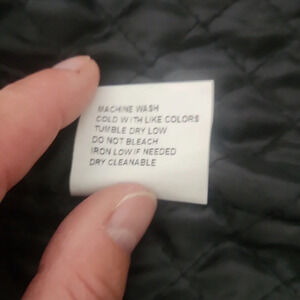 MACHINE WASH
COLD WITH LIKE COLORS
TUMBLE DRY LOW
DO NOT BLEACH
IRON LOW IF NEEDED
DRY CLEANABLE